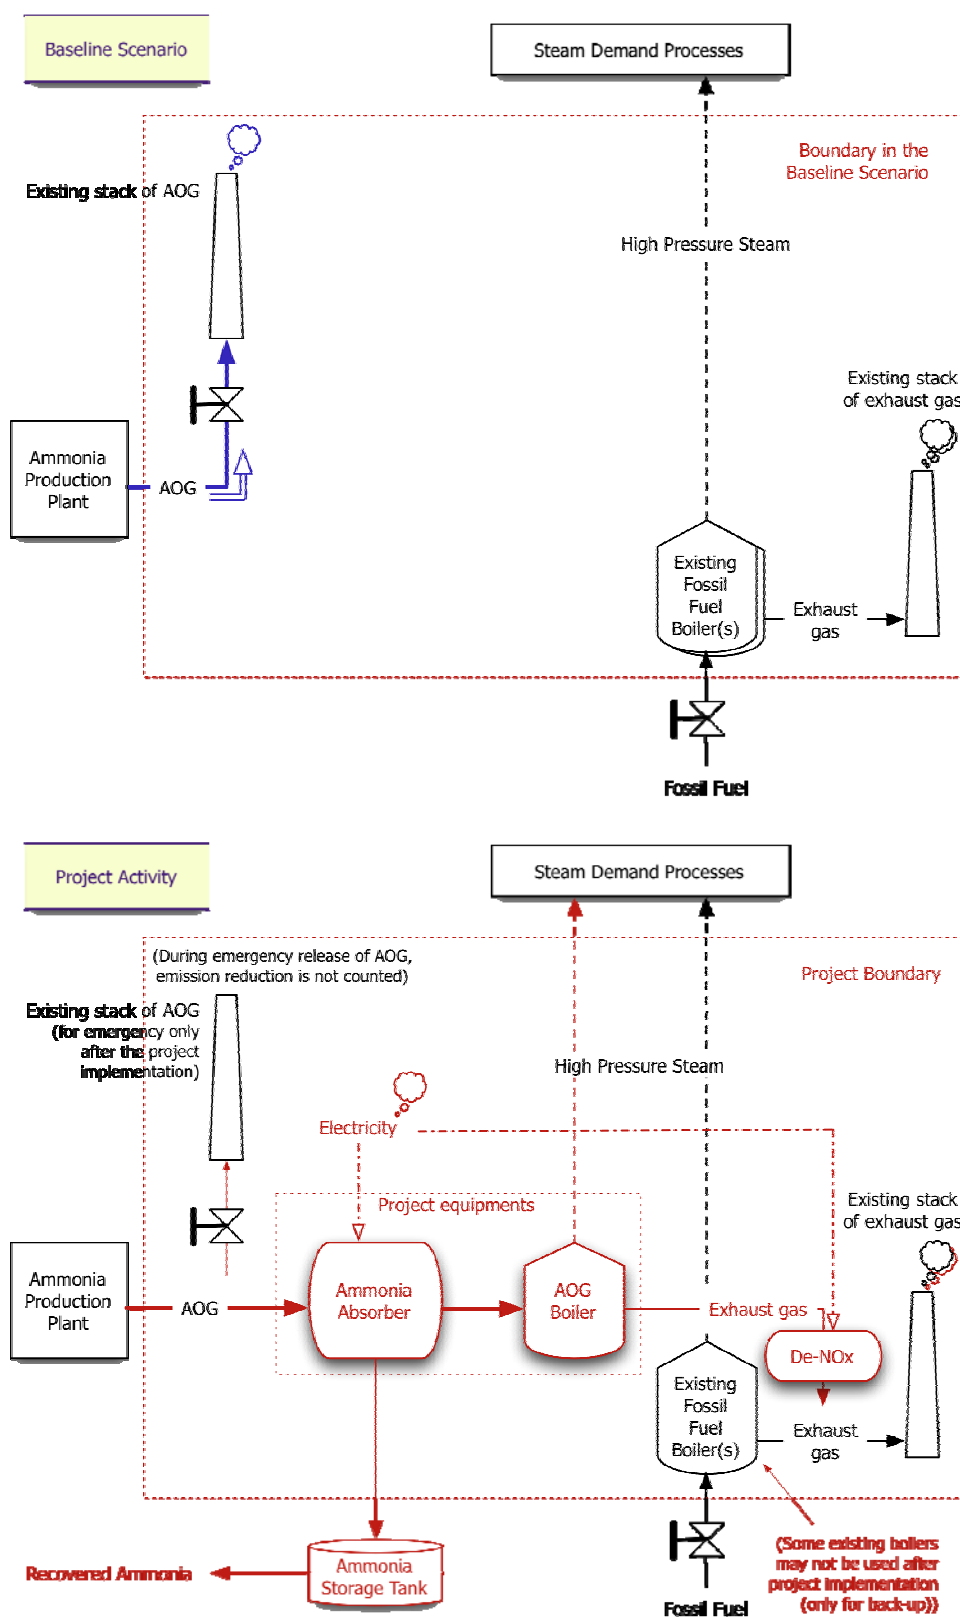 Baseline Scenario
Steam Demand Processes
Boundary in the
Baseline Scenario
Existing stack of AOG
High Pressure Steam
Existing stack
of exhaust gas
Ammonia
Production
Plant
AOG
Existing
Fossil
Fuel
Boiler(s)
Exhaust
gas
Fossil Fuel
Project Activity
Steam Demand Processes
(During emergency release of AOG,
emission reduction is not counted)
Project Boundary
Existing stack of AOG
(for emergency only
after the project
implementation)
High Pressure Steam
Electricity
Project equipments
Existing stack
of exhaust gas
Ammonia
Production
Plant
AOG
Ammonia
Absorber
AOG
Boiler
Exhaust gas
De-NOx
Existing
Fossil
Fuel
Boiler(s)
Exhaust
gas
Recovered Ammonia
Ammonia
Storage Tank
(Some existing boilers
may not be used after
project implementation
(only for back-up))
Fossil Fuel